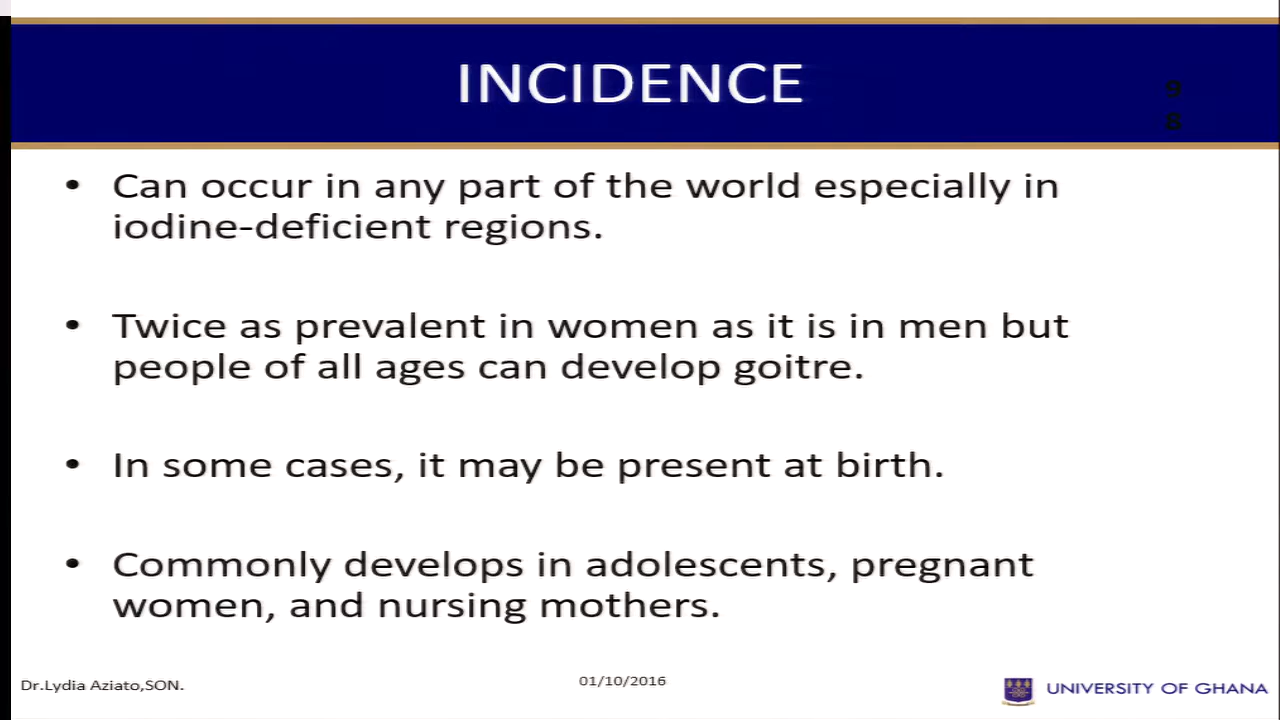 INCIDENCE
9
8
• Can occur in any part of the world especially in
iodine-deficient regions.
• Twice as prevalent in women as it is in men but
people of all ages can develop goitre.
• In some cases, it may be present at birth.
• Commonly develops in adolescents, pregnant
women, and nursing mothers.
Dr.Lydia Aziato,SON.
01/10/2016
UNIVERSITY OF GHANA